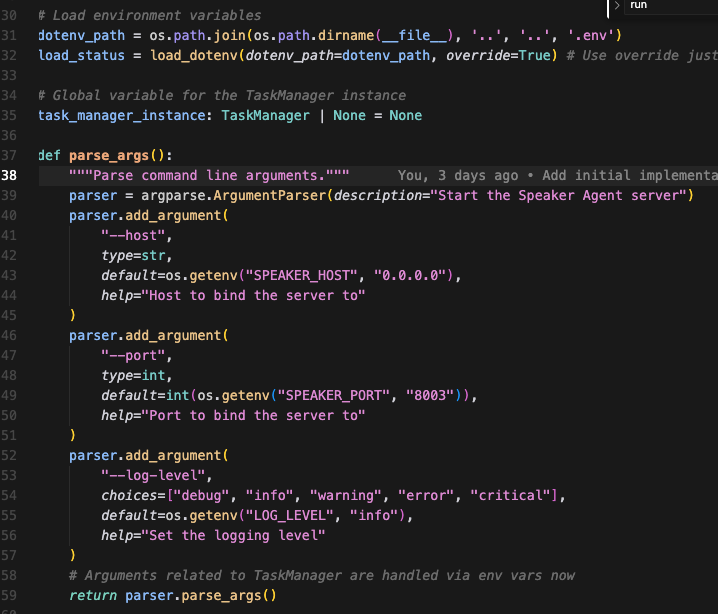 run
30 # Load environment variables
31 dotenv_path = os.path.join(os.path.dirname(__file__), '..', '..', '.env')
32 load_status = load_dotenv(dotenv_path=dotenv_path, override=True) # Use override just
33
34 # Global variable for the TaskManager instance
35 task_manager_instance: TaskManager | None = None
36
37 def parse_args():
38     """Parse command line arguments."""      You, 3 days ago • Add initial implementa
39     parser = argparse.ArgumentParser(description="Start the Speaker Agent server")
40     parser.add_argument(
41         "--host",
42         type=str,
43         default=os.getenv("SPEAKER_HOST", "0.0.0.0"),
44         help="Host to bind the server to"
45     )
46     parser.add_argument(
47         "--port",
48         type=int,
49         default=int(os.getenv("SPEAKER_PORT", "8003")),
50         help="Port to bind the server to"
51     )
52     parser.add_argument(
53         "--log-level",
54         choices=["debug", "info", "warning", "error", "critical"],
55         default=os.getenv("LOG_LEVEL", "info"),
56         help="Set the logging level"
57     )
58     # Arguments related to TaskManager are handled via env vars now
59     return parser.parse_args()